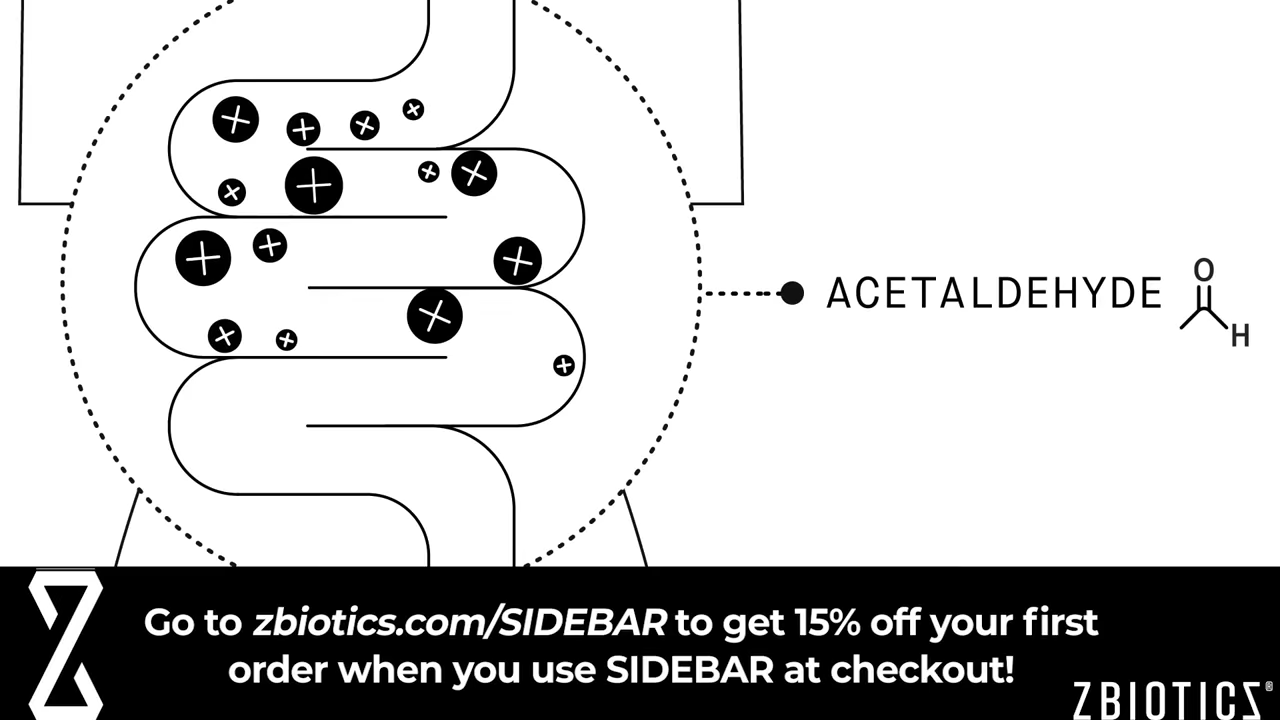 ACETALDEHYDE
O
H
Go to zbiotics.com/SIDEBAR to get 15% off your first
order when you use SIDEBAR at checkout!
ZBIOTICS®